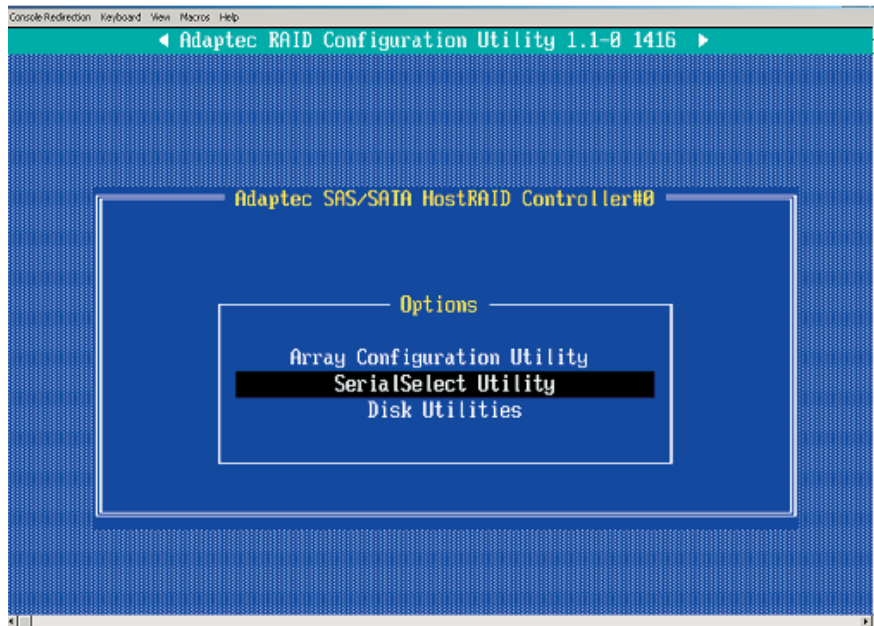 Console Redirection Keyboard View Macros Help
Adaptec RAID Configuration Utility 1.1-0 1416
Adaptec SAS/SATA HostRAID Controller#0
Options
Array Configuration Utility
SerialSelect Utility
Disk Utilities